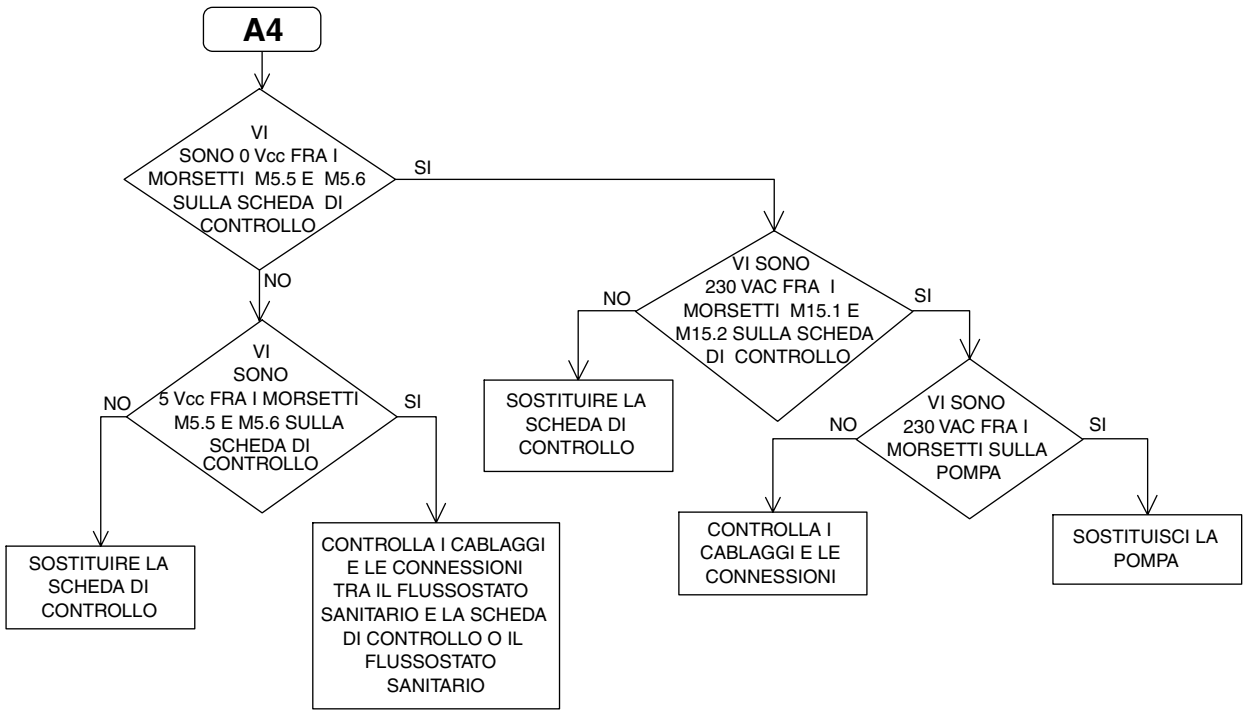 A4
VI
SONO 0 Vcc FRA I
MORSETTI M5.5 E M5.6
SULLA SCHEDA DI
CONTROLLO
SI
NO
VI SONO
230 VAC FRA I
MORSETTI M15.1 E
M15.2 SULLA SCHEDA
DI CONTROLLO
NO
SI
VI
SONO
5 Vcc FRA I MORSETTI
M5.5 E M5.6 SULLA
SCHEDA DI
CONTROLLO
NO
SI
SOSTITUIRE LA
SCHEDA DI
CONTROLLO
VI SONO
230 VAC FRA I
MORSETTI SULLA
POMPA
NO
SI
SOSTITUIRE LA
SCHEDA DI
CONTROLLO
CONTROLLA I CABLAGGI
E LE CONNESSIONI
TRA IL FLUSSOSTATO
SANITARIO E LA SCHEDA
DI CONTROLLO O IL
FLUSSOSTATO
SANITARIO
CONTROLLA I
CABLAGGI E LE
CONNESSIONI
SOSTITUISCI LA
POMPA